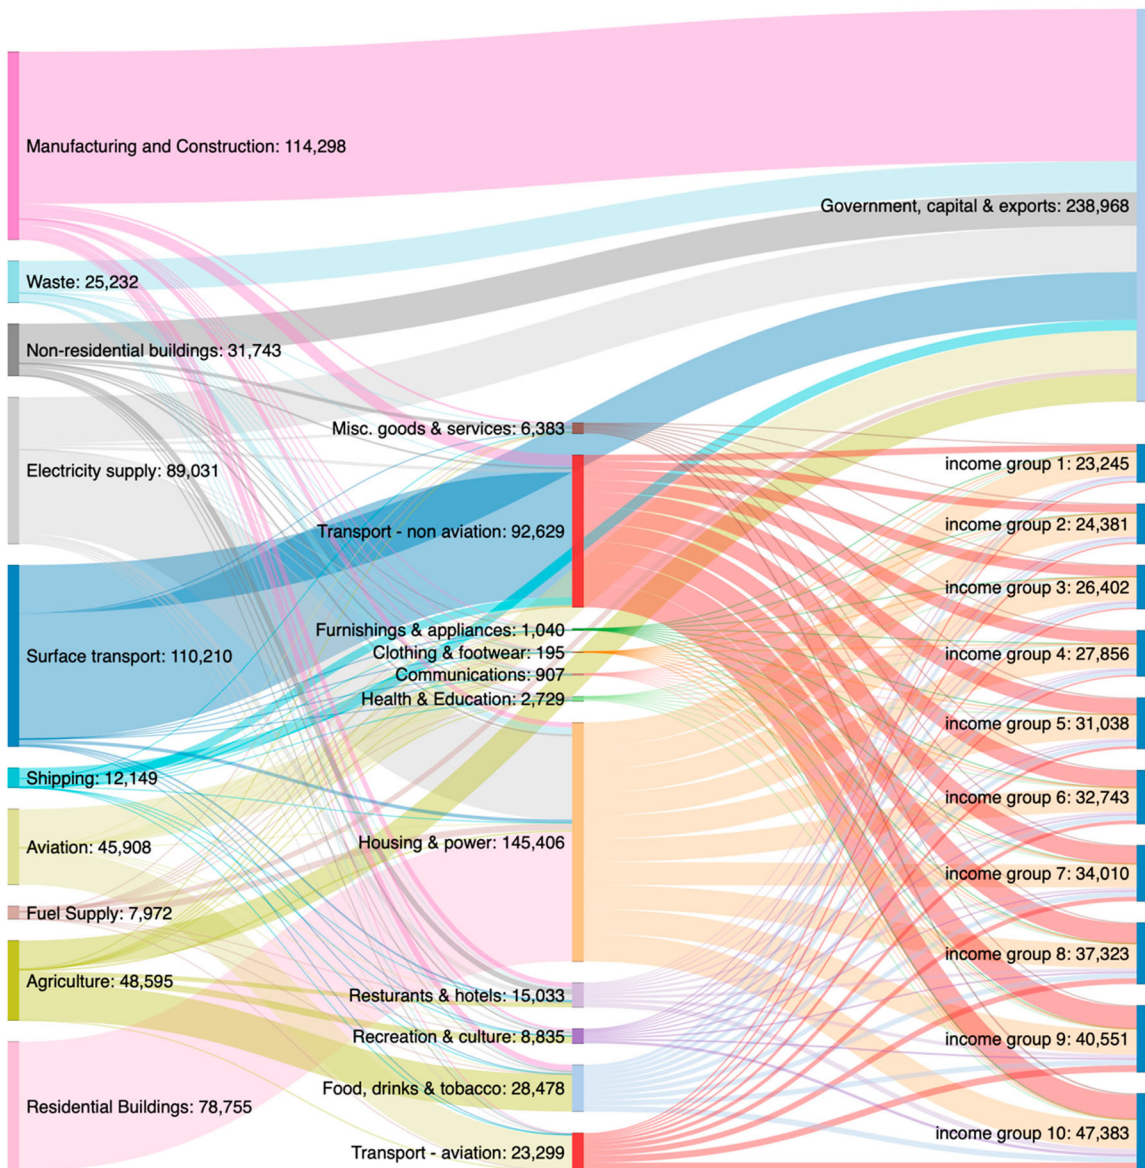 Manufacturing and Construction: 114,298
Waste: 25,232
Non-residential buildings: 31,743
Electricity supply: 89,031
Surface transport: 110,210
Shipping: 12,149
Aviation: 45,908
Fuel Supply: 7,972
Agriculture: 48,595
Residential Buildings: 78,755
Misc. goods & services: 6,383
Transport - non aviation: 92,629
Furnishings & appliances: 1,040
Clothing & footwear: 195
Communications: 907
Health & Education: 2,729
Housing & power: 145,406
Resturants & hotels: 15,033
Recreation & culture: 8,835
Food, drinks & tobacco: 28,478
Transport - aviation: 23,299
Government, capital & exports: 238,968
income group 1: 23,245
income group 2: 24,381
income group 3: 26,402
income group 4: 27,856
income group 5: 31,038
income group 6: 32,743
income group 7: 34,010
income group 8: 37,323
income group 9: 40,551
income group 10: 47,383